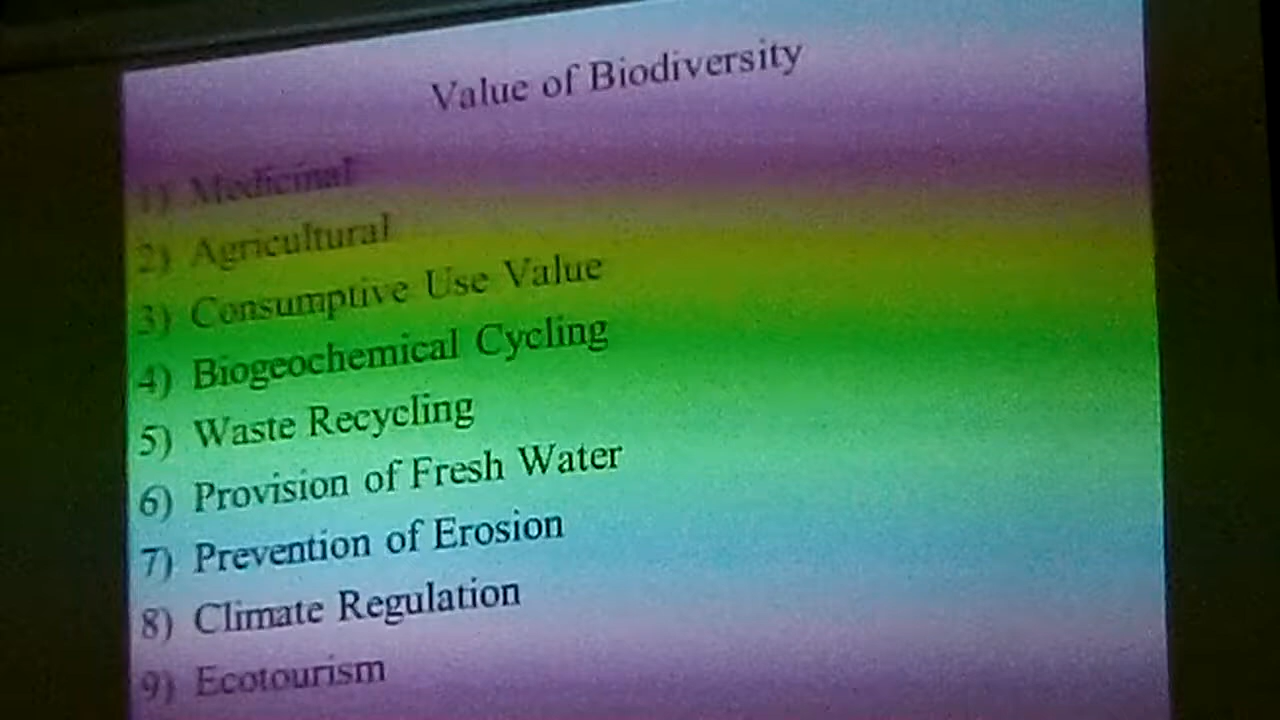 Value of Biodiversity
1) Medicinal
2) Agricultural
3) Consumptive Use Value
4) Biogeochemical Cycling
5) Waste Recycling
6) Provision of Fresh Water
7) Prevention of Erosion
8) Climate Regulation
9) Ecotourism